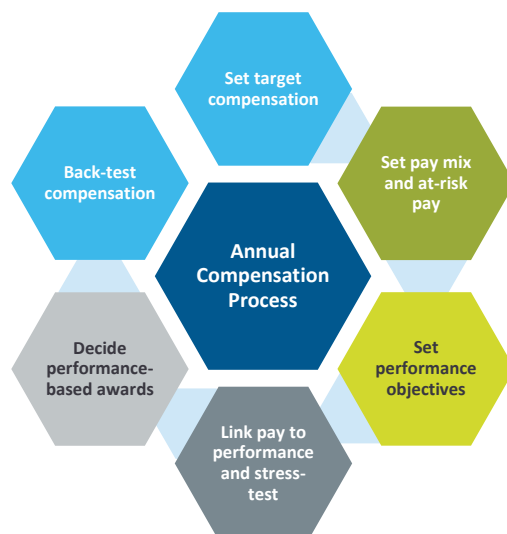 Set target
compensation
Set pay mix
and at-risk
pay
Set
performance
objectives
Link pay to
performance
and stress-
test
Decide
performance-
based awards
Back-test
compensation
Annual
Compensation
Process